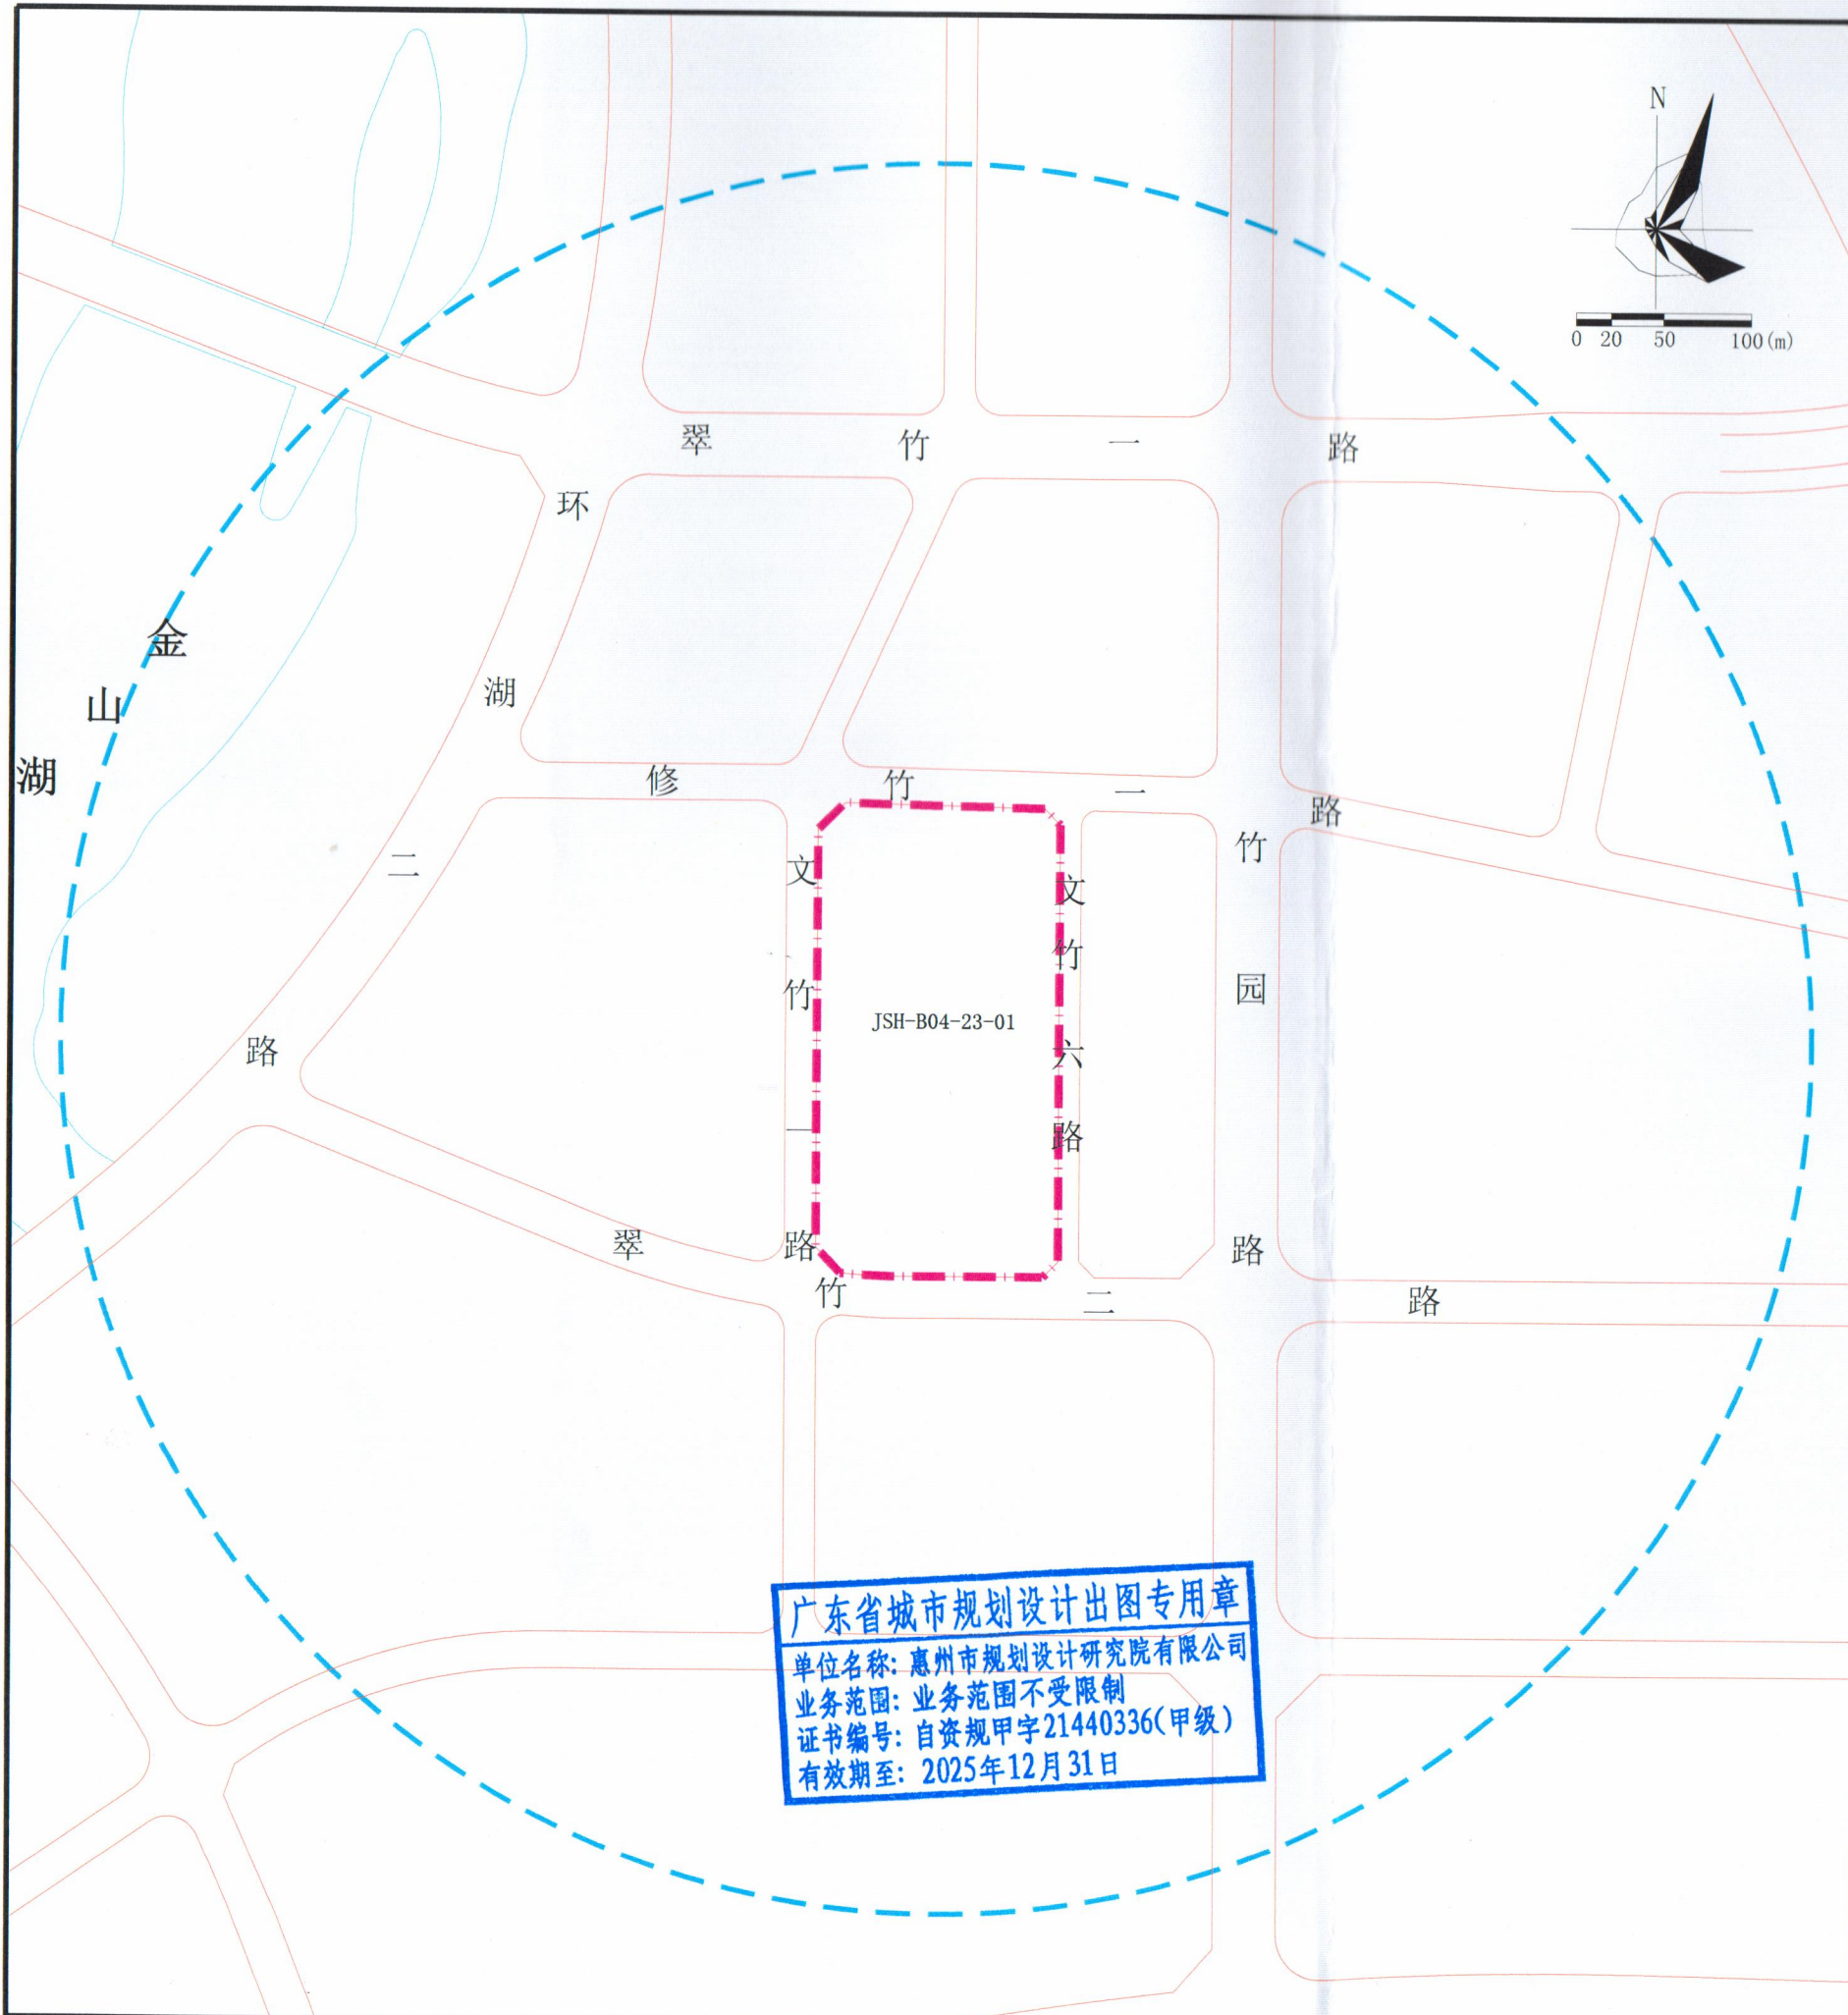 N
0 20 50 100(m)
翠竹一路
环湖二路
金山湖
修竹一路
文竹一路
文竹六路
竹园路
JSH-B04-23-01
翠竹二路
广东省城市规划设计出图专用章
单位名称：惠州市规划设计研究院有限公司
业务范围：业务范围不受限制
证书编号：自资规甲字21440336(甲级)
有效期至：2025年12月31日